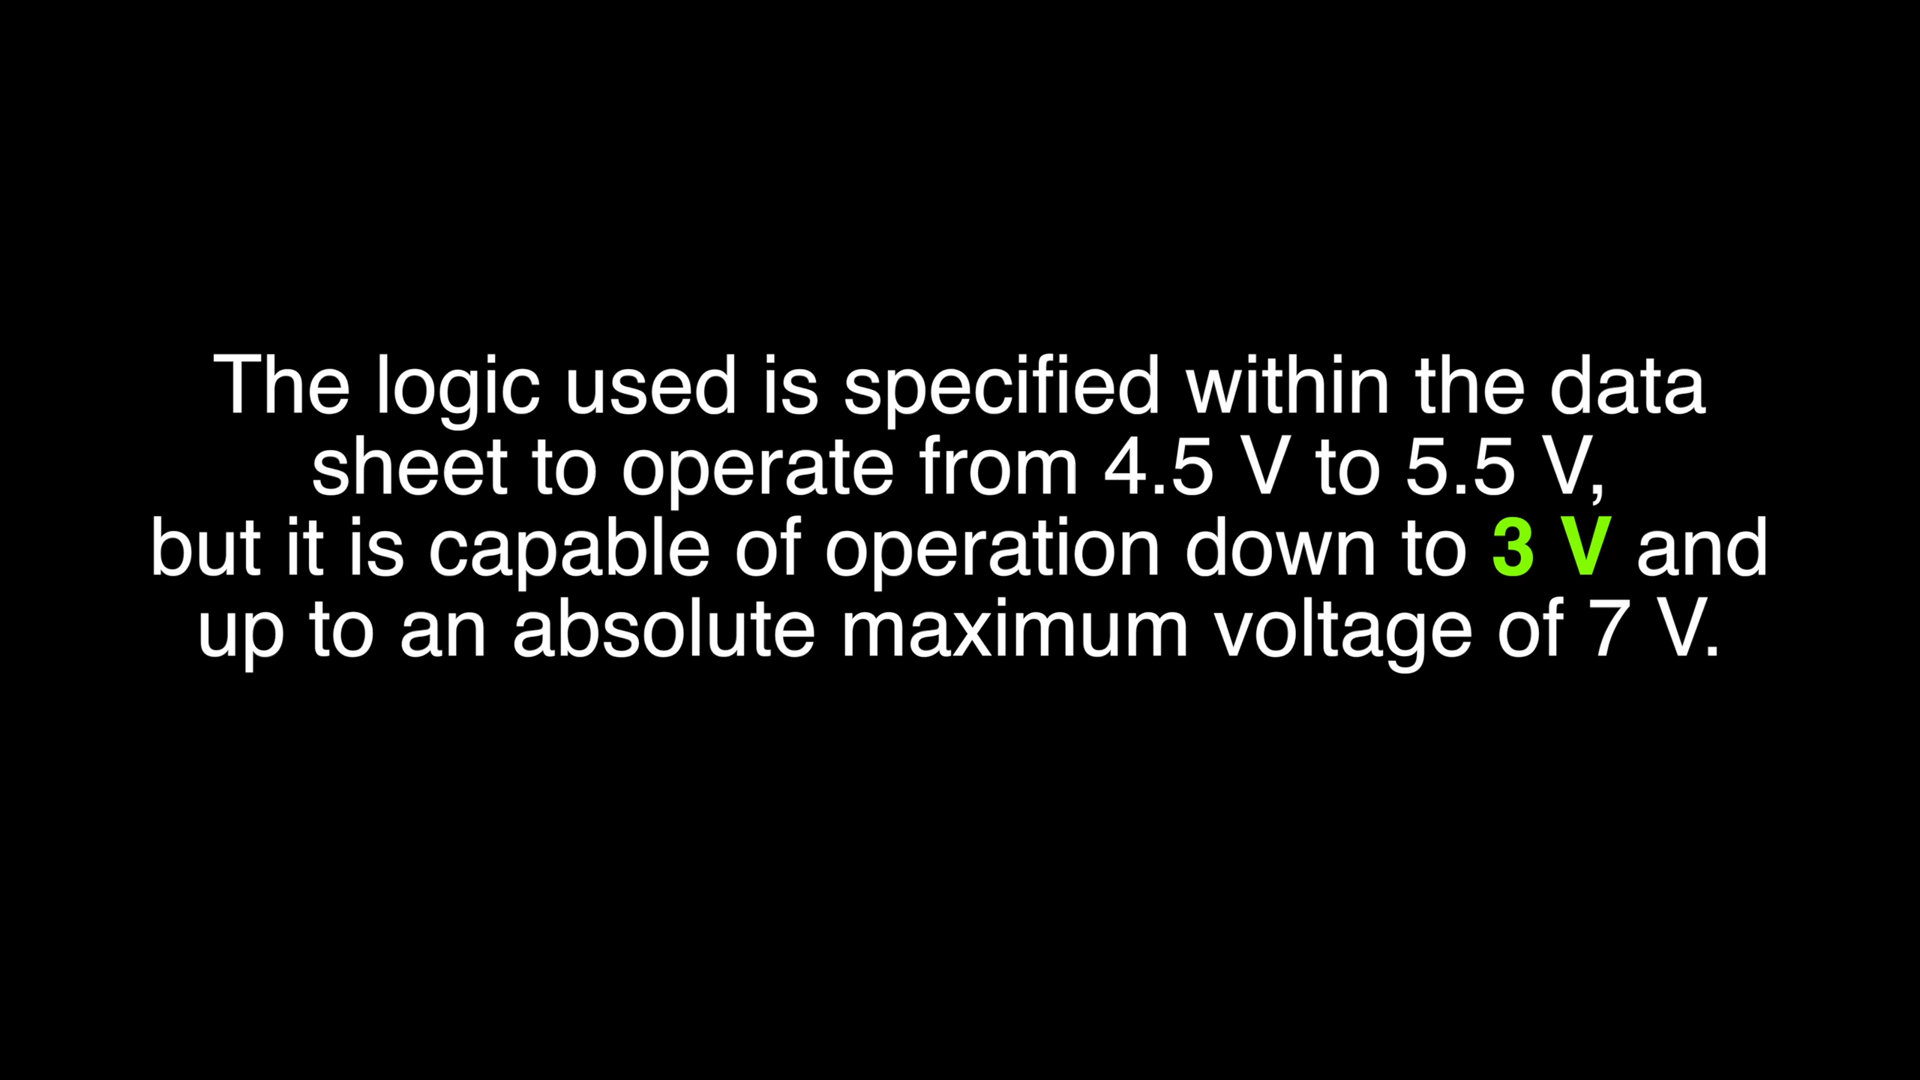 The logic used is specified within the data
sheet to operate from 4.5 V to 5.5 V,
but it is capable of operation down to 3 V and
up to an absolute maximum voltage of 7 V.